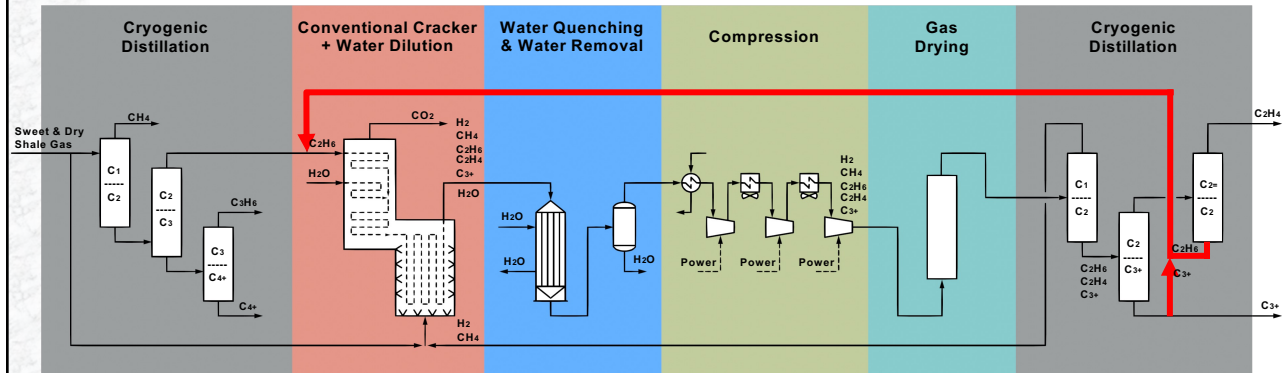 Cryogenic
Distillation
Conventional Cracker
+ Water Dilution
Water Quenching
& Water Removal
Compression
Gas
Drying
Cryogenic
Distillation
Sweet & Dry
Shale Gas
CH4
C1
-----
C2
C2
-----
C3
C3H6
C3
-----
C4+
C4+
C2H6
H2O
CO2
H2
CH4
C2H6
C2H4
C3+
H2O
H2
CH4
H2O
H2O
H2O
Power
Power
Power
H2
CH4
C2H6
C2H4
C3+
C1
-----
C2
C2H6
C2H4
C3+
C2
-----
C3+
C2=
-----
C2
C2H4
C2H6
C3+
C3+